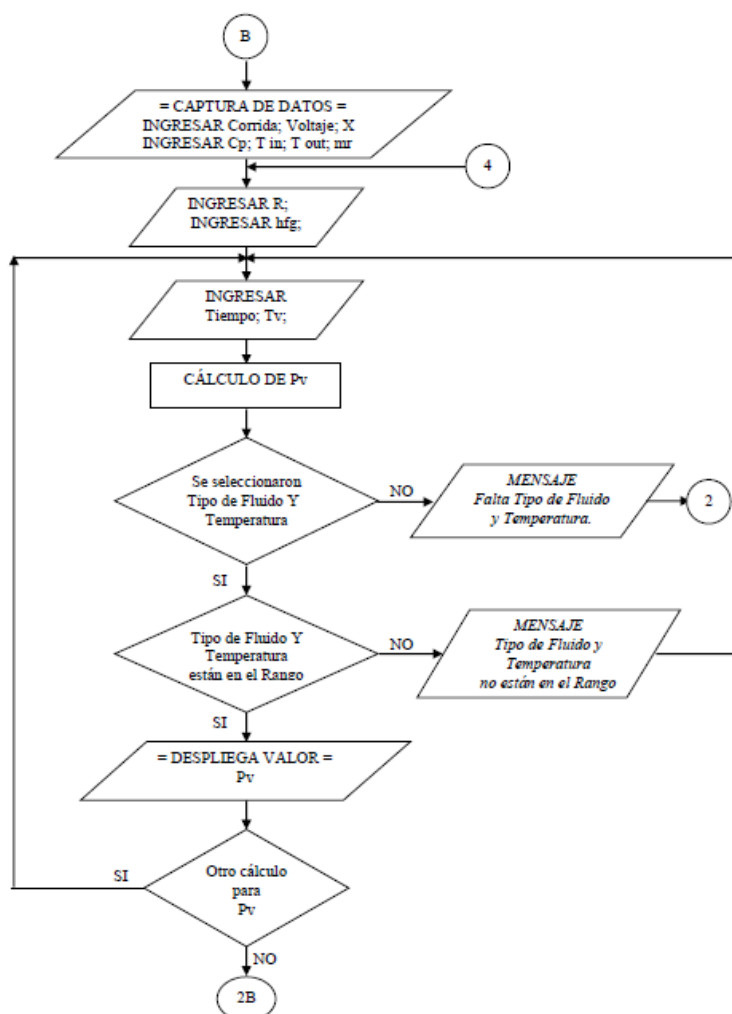 B
= CAPTURA DE DATOS =
INGRESAR Corrida; Voltaje; X
INGRESAR Cp; T in; T out; mr
4
INGRESAR R;
INGRESAR hfg;
INGRESAR
Tiempo; Tv;
CÁLCULO DE Pv
Se seleccionaron
Tipo de Fluido Y
Temperatura
NO
MENSAJE
Falta Tipo de Fluido
y Temperatura.
2
SI
Tipo de Fluido Y
Temperatura
están en el Rango
NO
MENSAJE
Tipo de Fluido y
Temperatura
no están en el Rango
SI
= DESPLIEGA VALOR =
Pv
SI
Otro cálculo
para
Pv
NO
2B